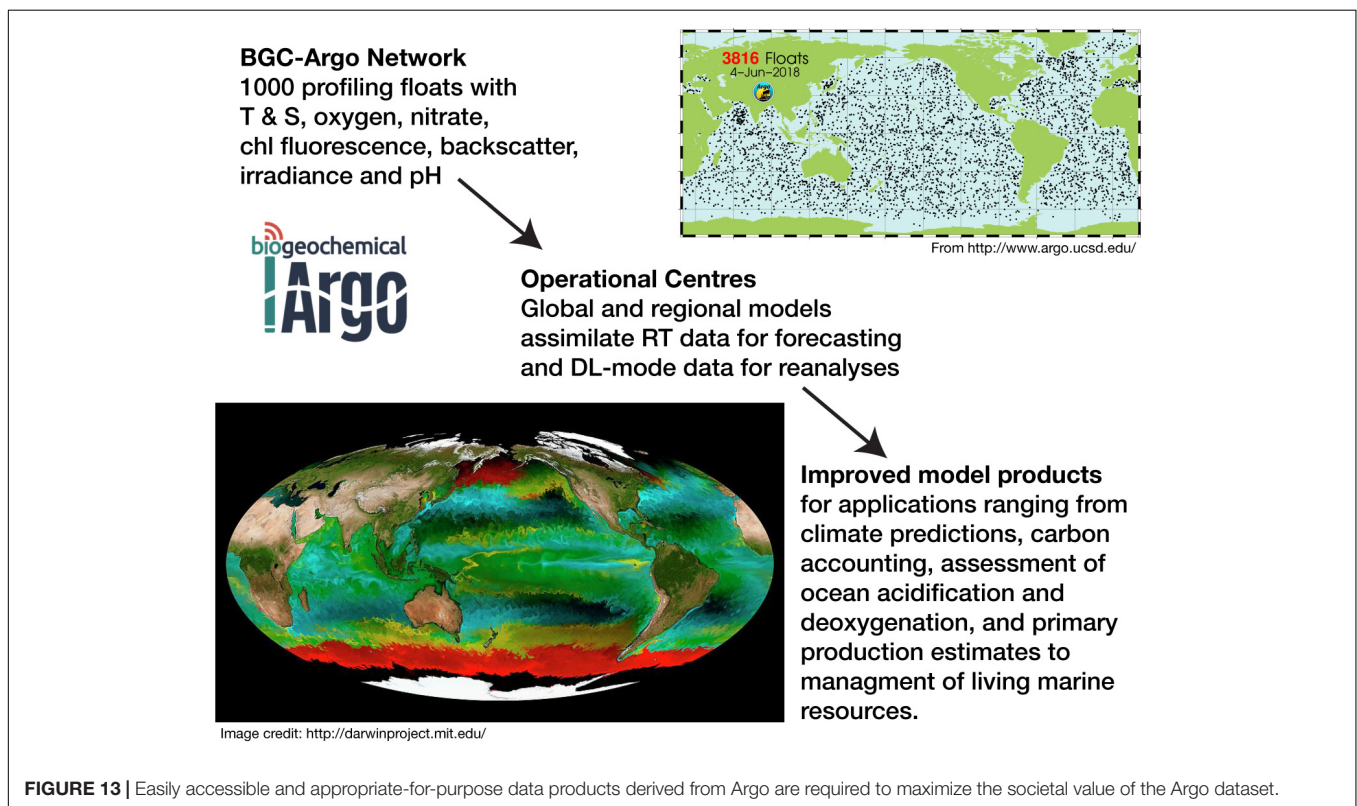 BGC-Argo Network
1000 profiling floats with
T & S, oxygen, nitrate,
chl fluorescence, backscatter,
irradiance and pH
3816 Floats
4-Jun-2018
Argo
From http://www.argo.ucsd.edu/
biogeochemical
Argo
Operational Centres
Global and regional models
assimilate RT data for forecasting
and DL-mode data for reanalyses
Improved model products
for applications ranging from
climate predictions, carbon
accounting, assessment of
ocean acidification and
deoxygenation, and primary
production estimates to
managment of living marine
resources.
Image credit: http://darwinproject.mit.edu/
FIGURE 13 | Easily accessible and appropriate-for-purpose data products derived from Argo are required to maximize the societal value of the Argo dataset.